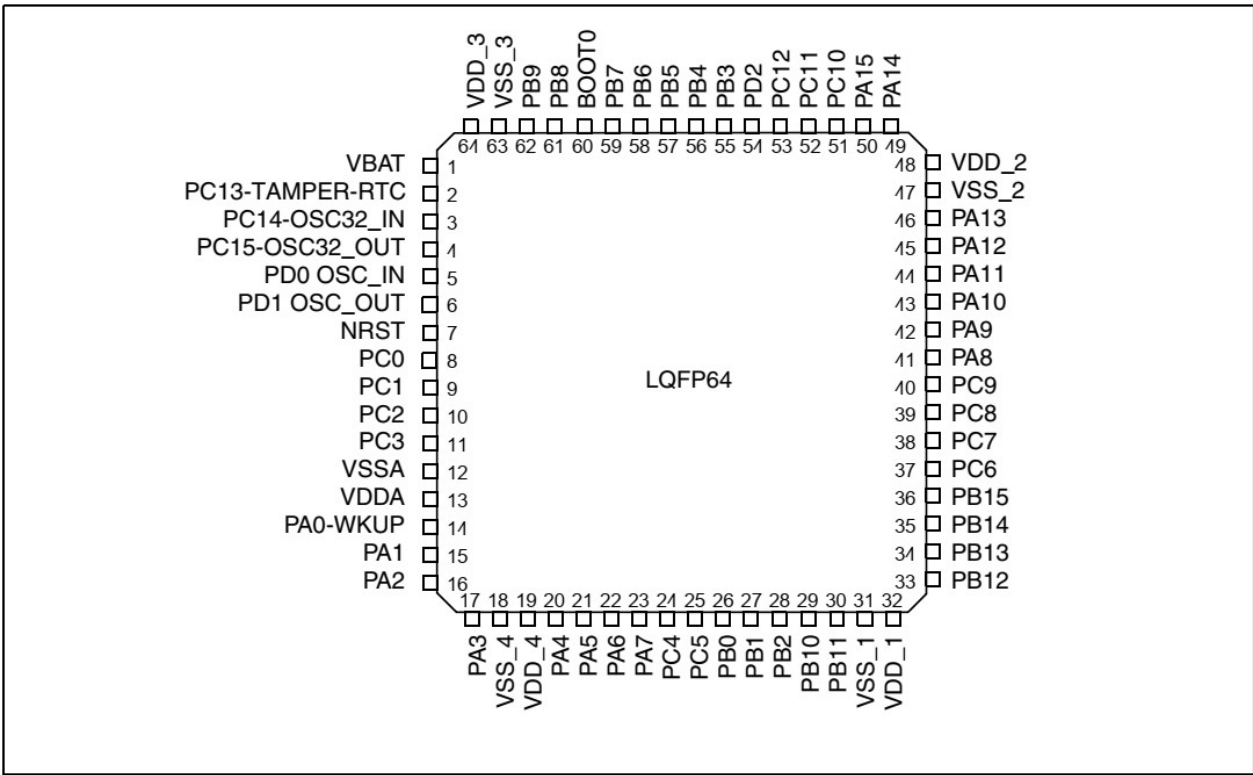 VDD_3
VSS_3
PB9
PB8
BOOT0
PB7
PB6
PB5
PB4
PB3
PD2
PC12
PC11
PC10
PA15
PA14
64 63 62 61 60 59 58 57 56 55 54 53 52 51 50 49
VBAT 1
PC13-TAMPER-RTC 2
PC14-OSC32_IN 3
PC15-OSC32_OUT 4
PD0 OSC_IN 5
PD1 OSC_OUT 6
NRST 7
PC0 8
PC1 9
PC2 10
PC3 11
VSSA 12
VDDA 13
PA0-WKUP 14
PA1 15
PA2 16
LQFP64
48 VDD_2
47 VSS_2
46 PA13
45 PA12
44 PA11
43 PA10
42 PA9
41 PA8
40 PC9
39 PC8
38 PC7
37 PC6
36 PB15
35 PB14
34 PB13
33 PB12
17 18 19 20 21 22 23 24 25 26 27 28 29 30 31 32
PA3
VSS_4
VDD_4
PA4
PA5
PA6
PA7
PC4
PC5
PB0
PB1
PB2
PB10
PB11
VSS_1
VDD_1